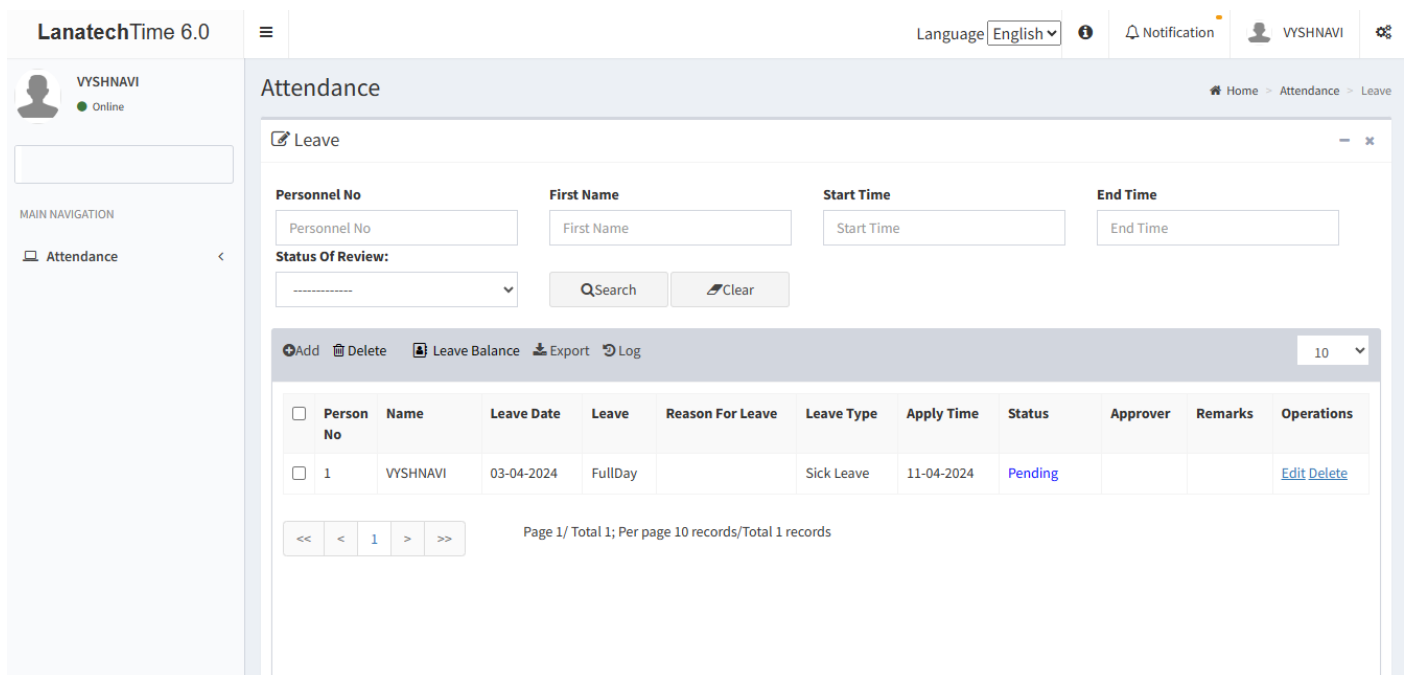 LanatechTime 6.0
Language English Notification VYSHNAVI
VYSHNAVI
Online
MAIN NAVIGATION
Attendance <
Attendance
Home > Attendance > Leave
Leave
Personnel No First Name Start Time End Time
Personnel No First Name Start Time End Time
Status Of Review:
------------- Search Clear
Add Delete Leave Balance Export Log 10
Person No Name Leave Date Leave Reason For Leave Leave Type Apply Time Status Approver Remarks Operations
1 VYSHNAVI 03-04-2024 FullDay Sick Leave 11-04-2024 Pending Edit Delete
<< < 1 > >> Page 1/ Total 1; Per page 10 records/Total 1 records